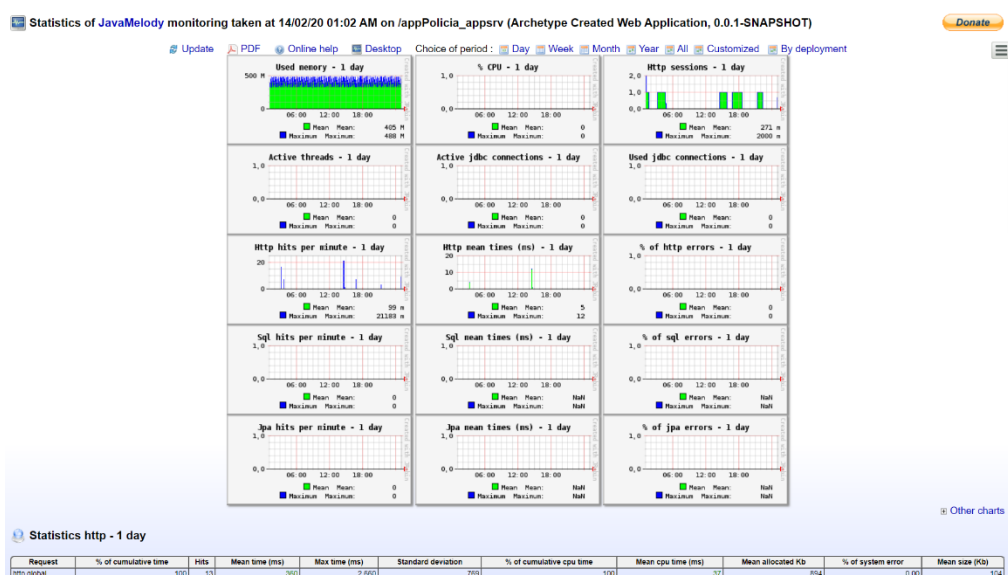 Statistics of JavaMelody monitoring taken at 14/02/20 01:02 AM on /appPolicia_appsrv (Archetype Created Web Application, 0.0.1-SNAPSHOT)
Donate
Update PDF Online help Desktop Choice of period : Day Week Month Year All Customized By deployment
Used memory - 1 day
500 M
0
06:00 12:00 18:00
Mean Mean: 405 M
Maximum Maximum: 488 M
% CPU - 1 day
1,0
0,0
06:00 12:00 18:00
Mean Mean: 0
Maximum Maximum: 0
Http sessions - 1 day
2,0
1,0
0,0
06:00 12:00 18:00
Mean Mean: 271 m
Maximum Maximum: 2000 m
Active threads - 1 day
1,0
0,0
06:00 12:00 18:00
Mean Mean: 0
Maximum Maximum: 0
Active jdbc connections - 1 day
1,0
0,0
06:00 12:00 18:00
Mean Mean: 0
Maximum Maximum: 0
Used jdbc connections - 1 day
1,0
0,0
06:00 12:00 18:00
Mean Mean: 0
Maximum Maximum: 0
Http hits per minute - 1 day
20
0
06:00 12:00 18:00
Mean Mean: 99 m
Maximum Maximum: 21183 m
Http mean times (ms) - 1 day
20
10
0
06:00 12:00 18:00
Mean Mean: 5
Maximum Maximum: 12
% of http errors - 1 day
1,0
0,0
06:00 12:00 18:00
Mean Mean: 0
Maximum Maximum: 0
Sql hits per minute - 1 day
1,0
0,0
06:00 12:00 18:00
Mean Mean: 0
Maximum Maximum: 0
Sql mean times (ms) - 1 day
1,0
0,0
06:00 12:00 18:00
Mean Mean: NaN
Maximum Maximum: NaN
% of sql errors - 1 day
1,0
0,0
06:00 12:00 18:00
Mean Mean: NaN
Maximum Maximum: NaN
Jpa hits per minute - 1 day
1,0
0,0
06:00 12:00 18:00
Mean Mean: 0
Maximum Maximum: 0
Jpa mean times (ms) - 1 day
1,0
0,0
06:00 12:00 18:00
Mean Mean: NaN
Maximum Maximum: NaN
% of jpa errors - 1 day
1,0
0,0
06:00 12:00 18:00
Mean Mean: NaN
Maximum Maximum: NaN
Other charts
Statistics http - 1 day
Request % of cumulative time Hits Mean time (ms) Max time (ms) Standard deviation % of cumulative cpu time Mean cpu time (ms) Mean allocated Kb % of system error Mean size (Kb)
http global 100 13 360 2,660 769 100 37 894 0.00 104